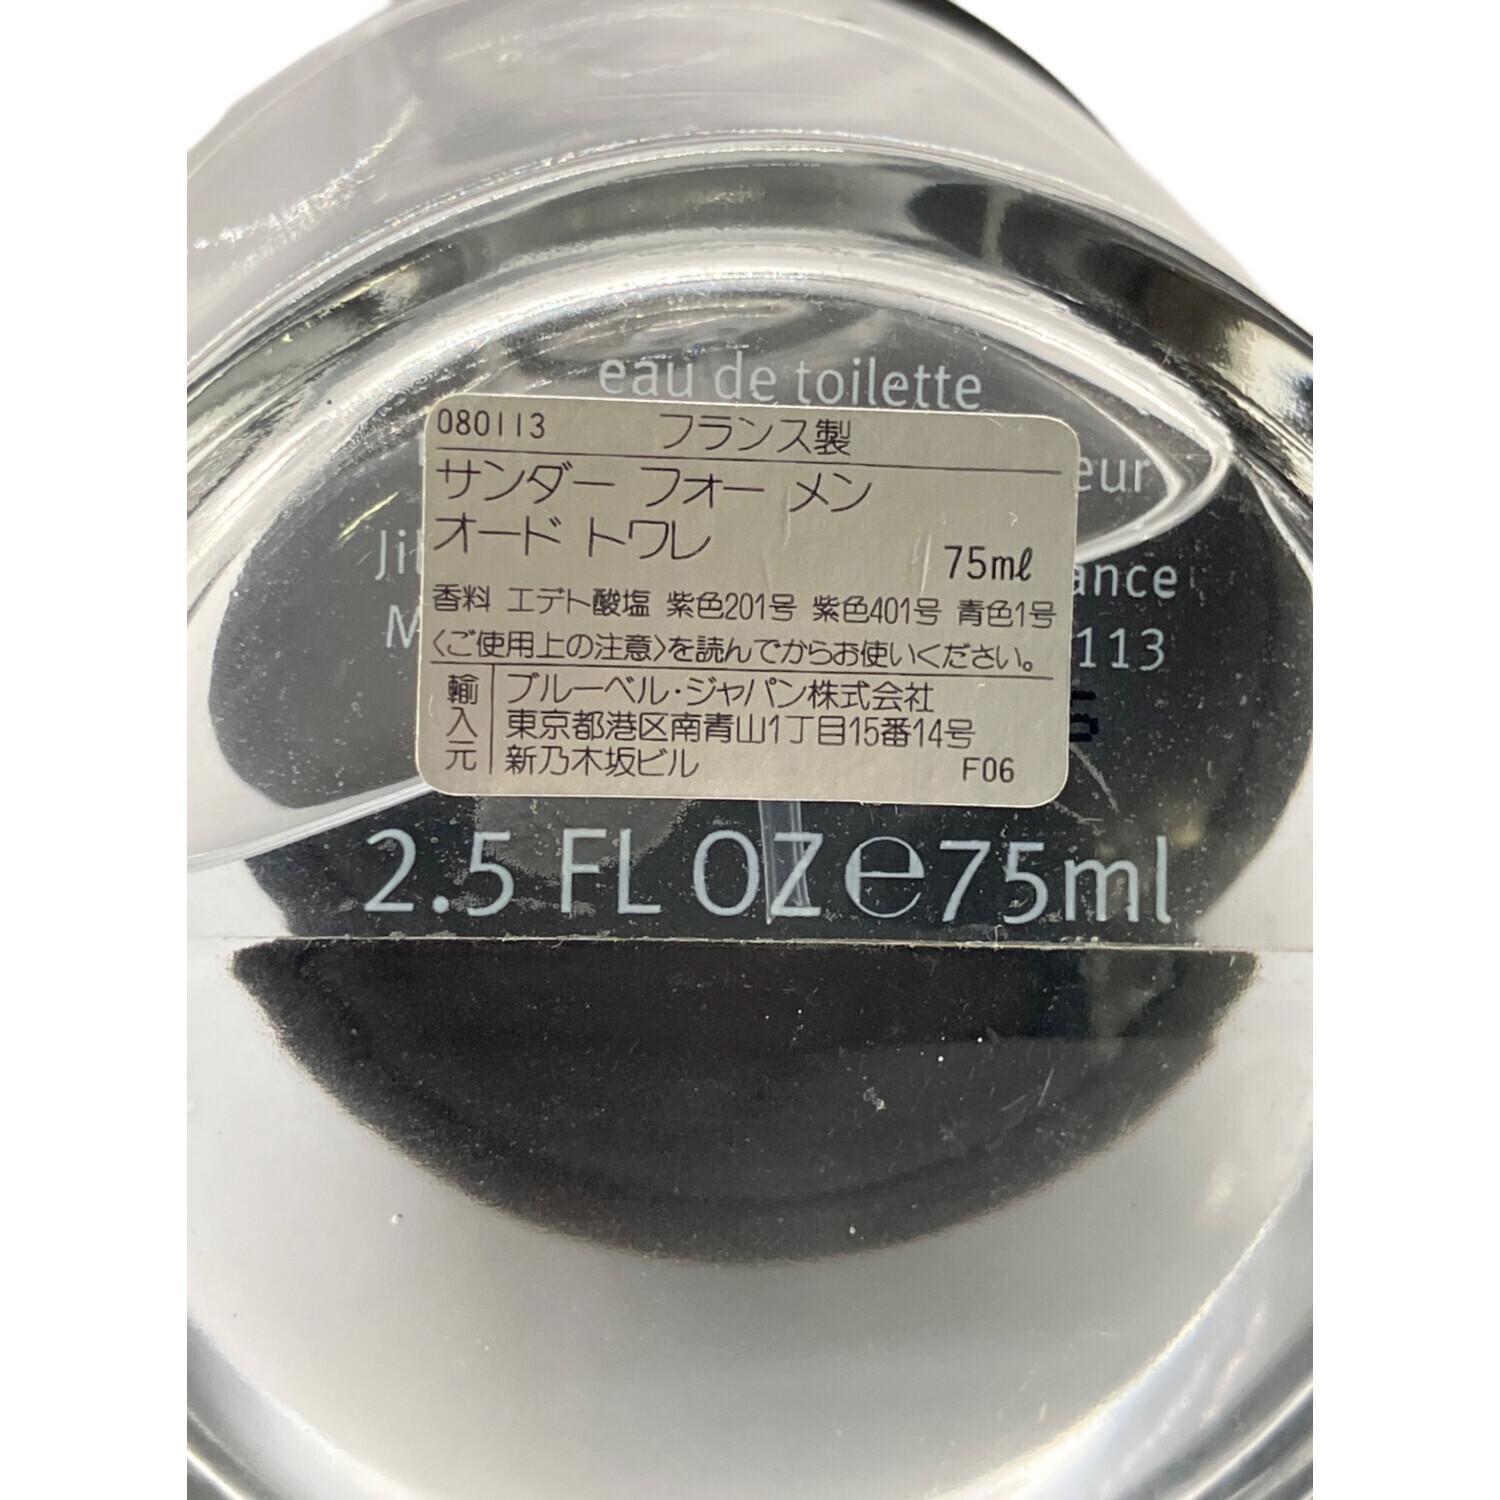 eau de toilette
080113 フランス製
サンダー フォー メン
オード トワレ
75mℓ
香料 エデト酸塩 紫色201号 紫色401号 青色1号
〈ご使用上の注意〉を読んでからお使いください。
輸入元
ブルーベル・ジャパン株式会社
東京都港区南青山1丁目15番14号
新乃木坂ビル F06
2.5 FL OZ ℮ 75ml